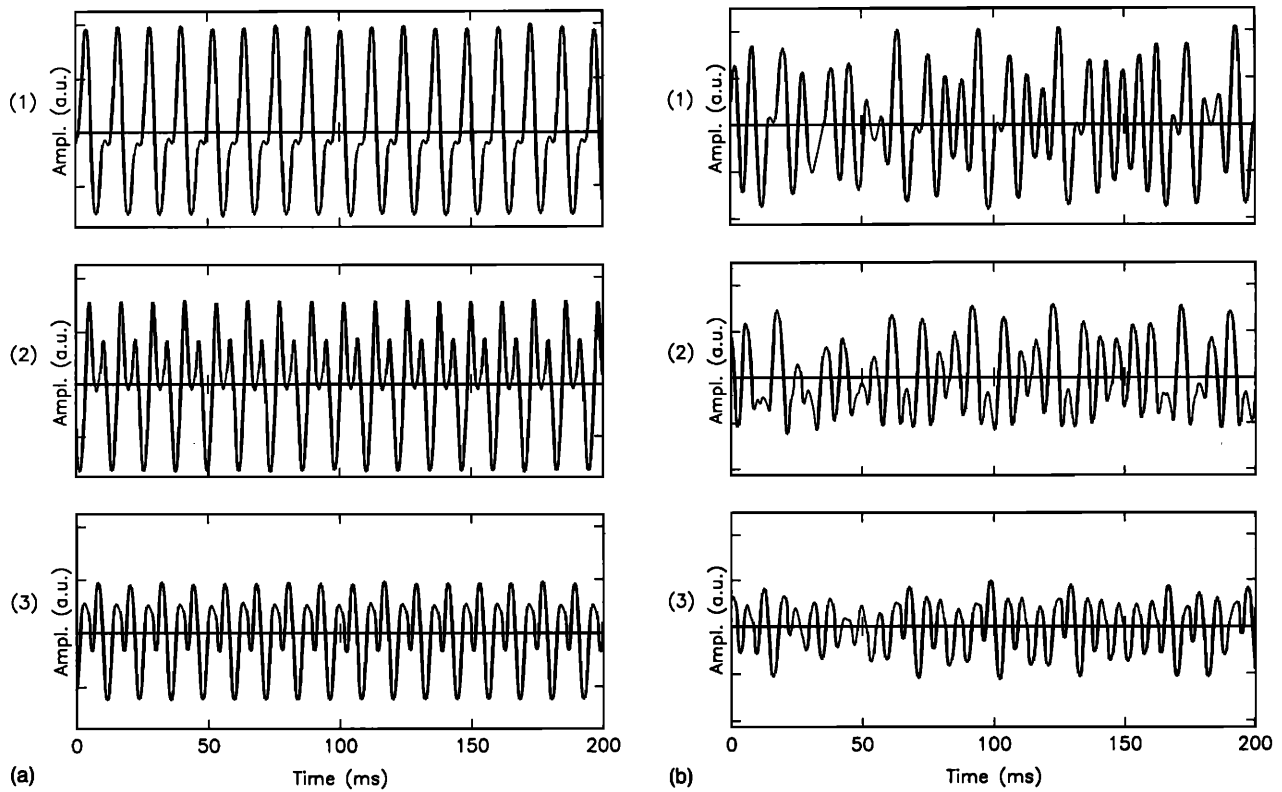 (1)
Ampl. (a.u.)
(2)
Ampl. (a.u.)
(3)
Ampl. (a.u.)
0 50 100 150 200
(a)
Time (ms)
(1)
Ampl. (a.u.)
(2)
Ampl. (a.u.)
(3)
Ampl. (a.u.)
0 50 100 150 200
(b)
Time (ms)